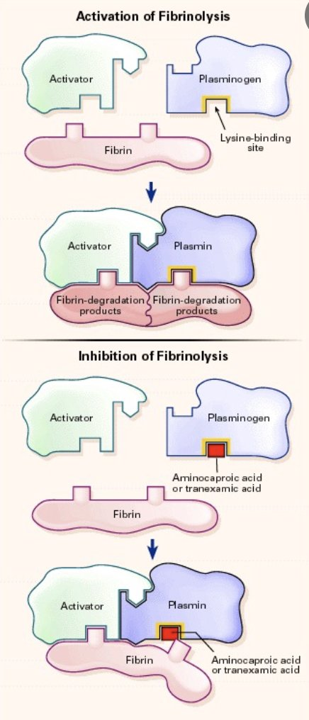 Activation of Fibrinolysis
Activator
Plasminogen
Lysine-binding
site
Fibrin
Activator
Plasmin
Fibrin-degradation
products
Fibrin-degradation
products
Inhibition of Fibrinolysis
Activator
Plasminogen
Aminocaproic acid
or tranexamic acid
Fibrin
Activator
Plasmin
Fibrin
Aminocaproic acid
or tranexamic acid